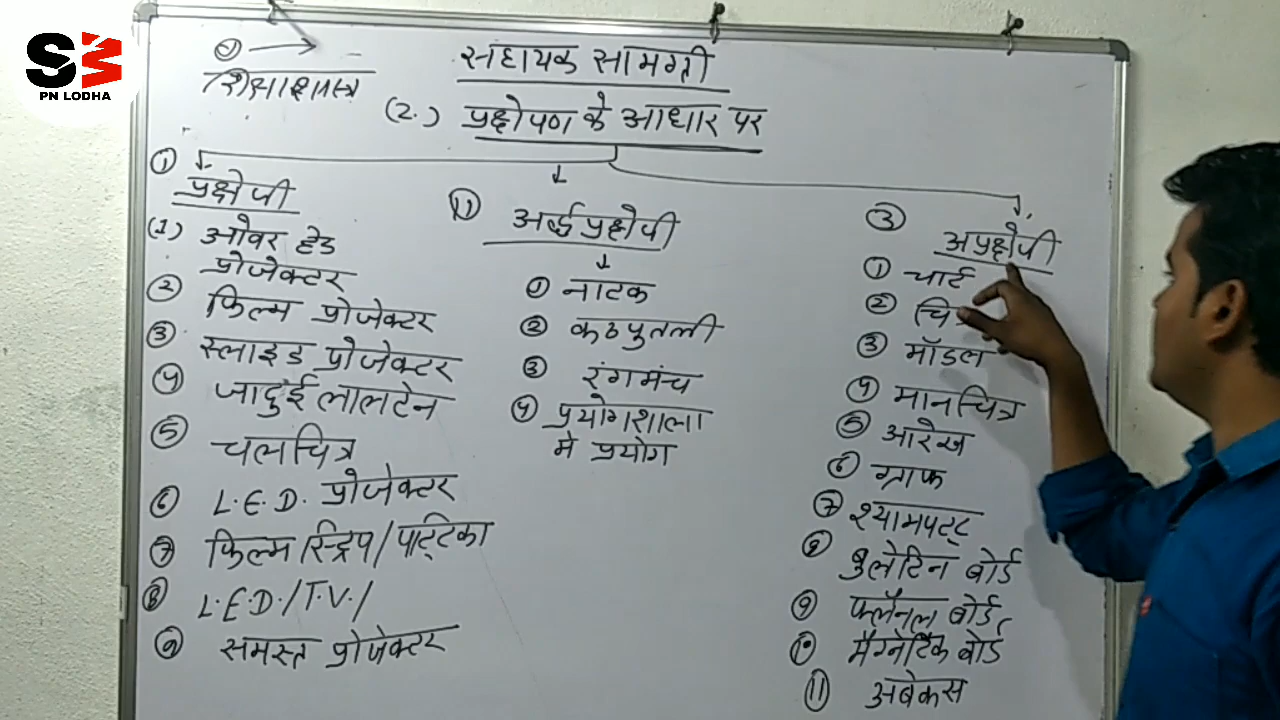 S3
PN LODHA
शिक्षाशास्त्र
सहायक सामग्री
(2.) प्रक्षेपण के आधार पर
① प्रक्षेपी
(1) ओवर हेड
प्रोजेक्टर
② फिल्म प्रोजेक्टर
③ स्लाइड प्रोजेक्टर
④ जादुई लालटेन
⑤ चलचित्र
⑥ L.E.D. प्रोजेक्टर
⑦ फिल्म स्ट्रिप/पट्टिका
⑧ L.E.D./T.V./
⑨ समस्त प्रोजेक्टर
⑪ अर्द्धप्रक्षेपी
① नाटक
② कठपुतली
③ रंगमंच
④ प्रयोगशाला
मे प्रयोग
③ अप्रक्षेपी
① चार्ट
② चित्र
③ मॉडल
④ मानचित्र
⑤ आरेख
⑥ ग्राफ
⑦ श्यामपट्ट
⑧ बुलेटिन बोर्ड
⑨ फ्लैनल बोर्ड
⑩ मैग्नेटिक बोर्ड
⑪ अबेकस